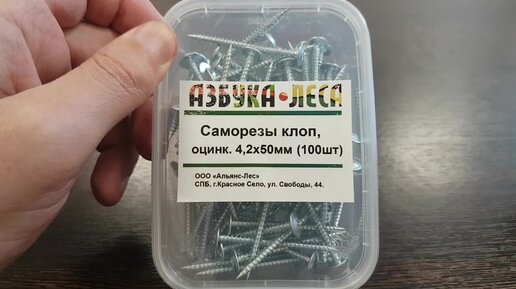 АЗБУКА ЛЕСА
Саморезы клоп,
оцинк. 4,2х50мм (100шт)
ООО «Альянс-Лес»
СПБ, г.Красное Село, ул. Свободы, 44.